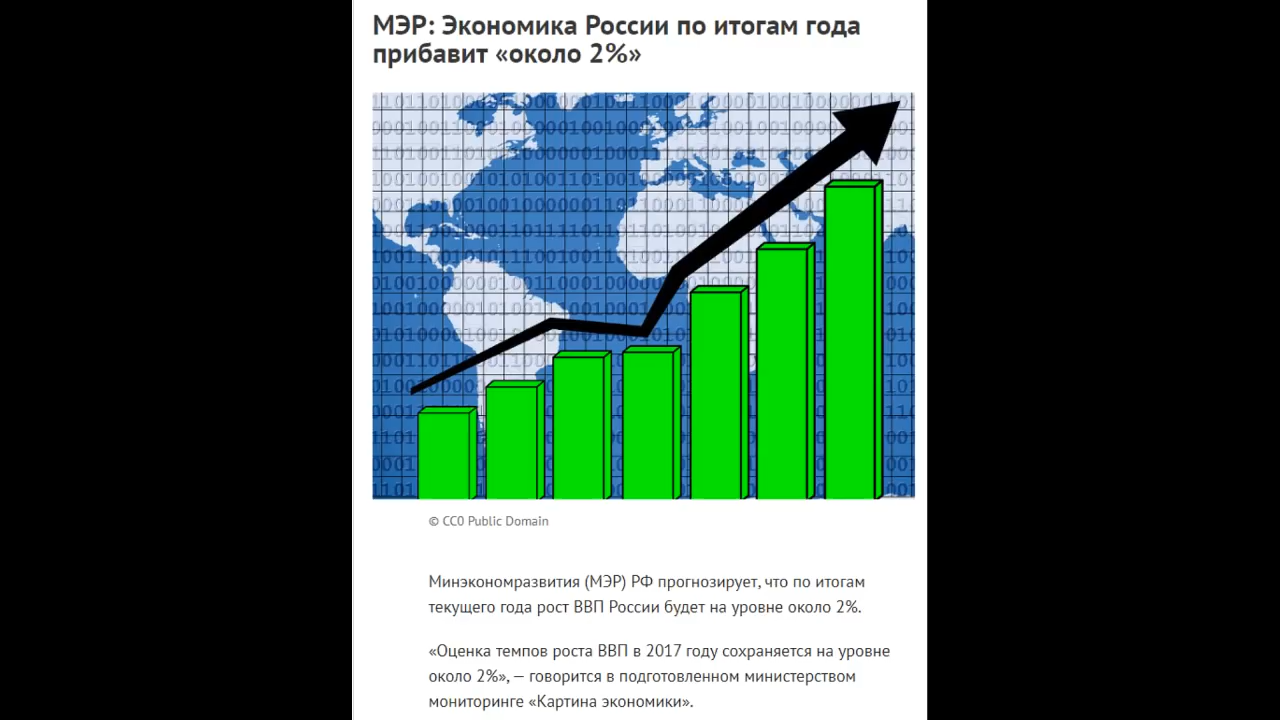 МЭР: Экономика России по итогам года
прибавит «около 2%»
© CC0 Public Domain
Минэкономразвития (МЭР) РФ прогнозирует, что по итогам
текущего года рост ВВП России будет на уровне около 2%.
«Оценка темпов роста ВВП в 2017 году сохраняется на уровне
около 2%», — говорится в подготовленном министерством
мониторинге «Картина экономики».